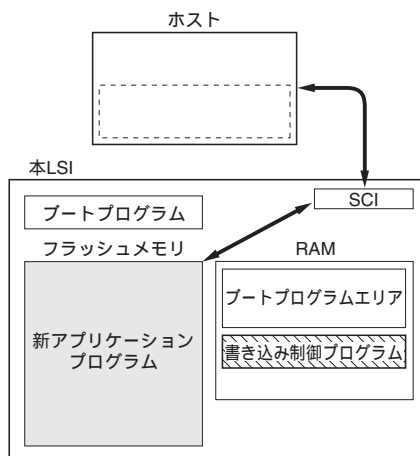 ホスト
本LSI
SCI
ブートプログラム
フラッシュメモリ
RAM
ブートプログラムエリア
新アプリケーション
プログラム
書き込み制御プログラム